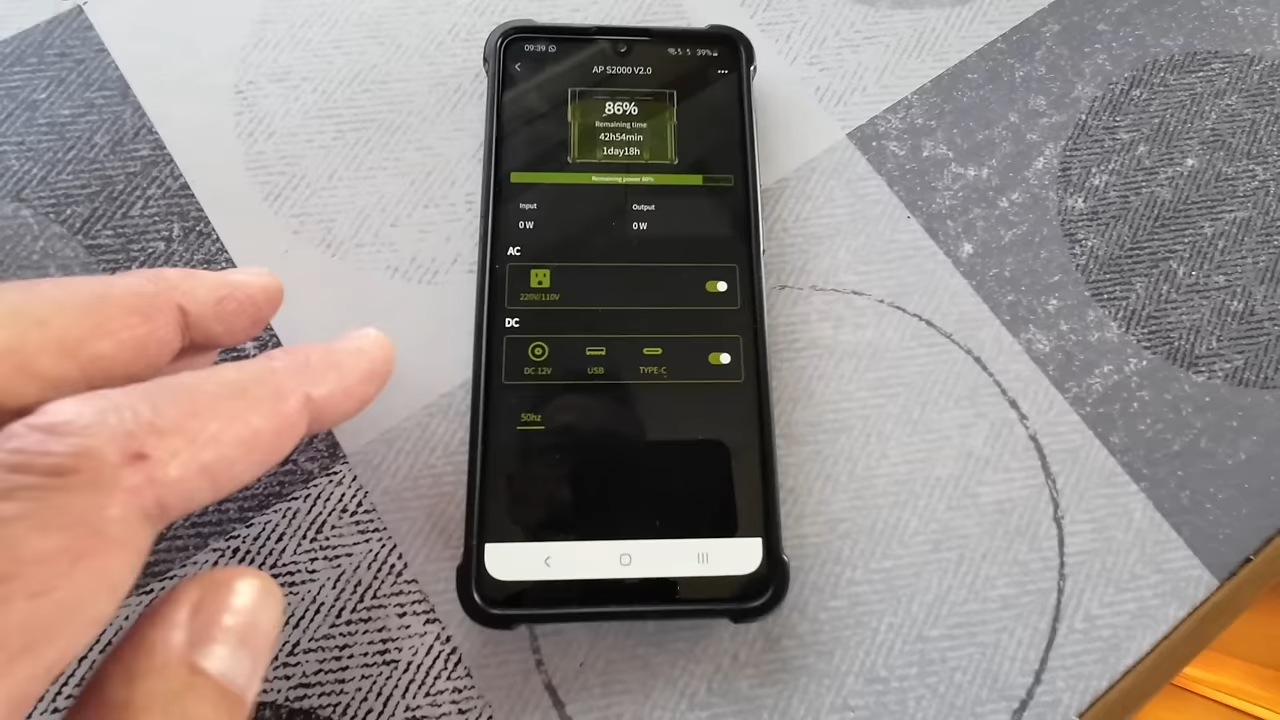 09:39 39%
AP S2000 V2.0
86%
Remaining time
42h54min
1day18h
Remaining power 86%
Input Output
0 W 0 W
AC
220V/110V
DC
DC 12V USB TYPE-C
50hz